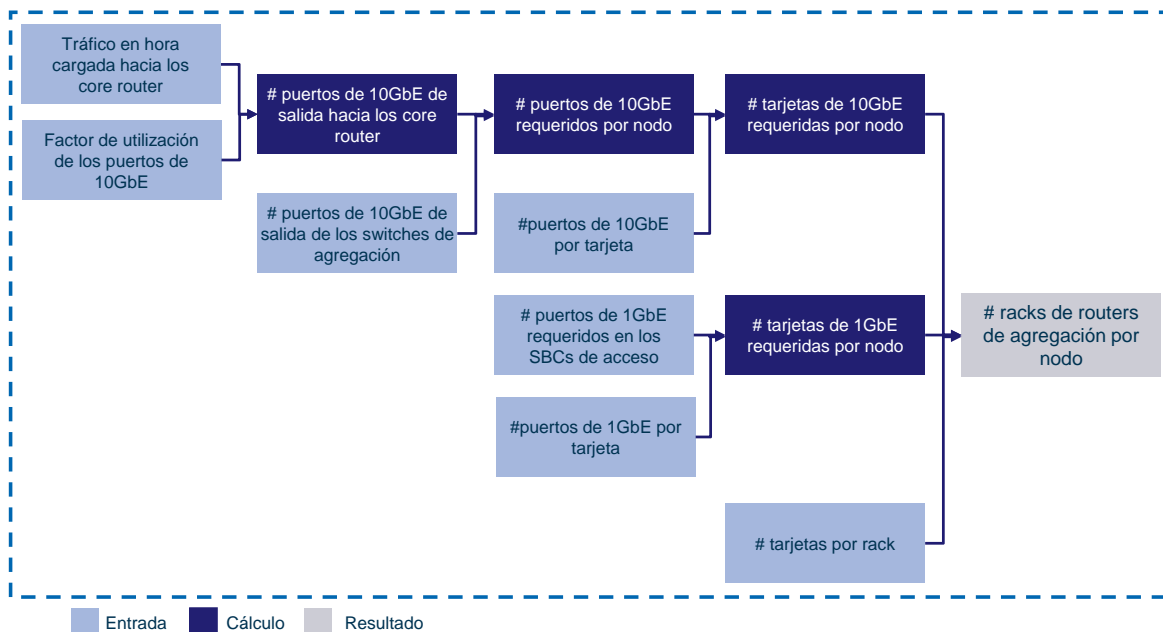 Tráfico en hora
cargada hacia los
core router
Factor de utilización
de los puertos de
10GbE
# puertos de 10GbE de
salida hacia los core
router
# puertos de 10GbE de
salida de los switches de
agregación
# puertos de 10GbE
requeridos por nodo
#puertos de 10GbE
por tarjeta
# tarjetas de 10GbE
requeridas por nodo
# puertos de 1GbE
requeridos en los
SBCs de acceso
#puertos de 1GbE por
tarjeta
# tarjetas de 1GbE
requeridas por nodo
# tarjetas por rack
# racks de routers
de agregación por
nodo
Entrada
Cálculo
Resultado